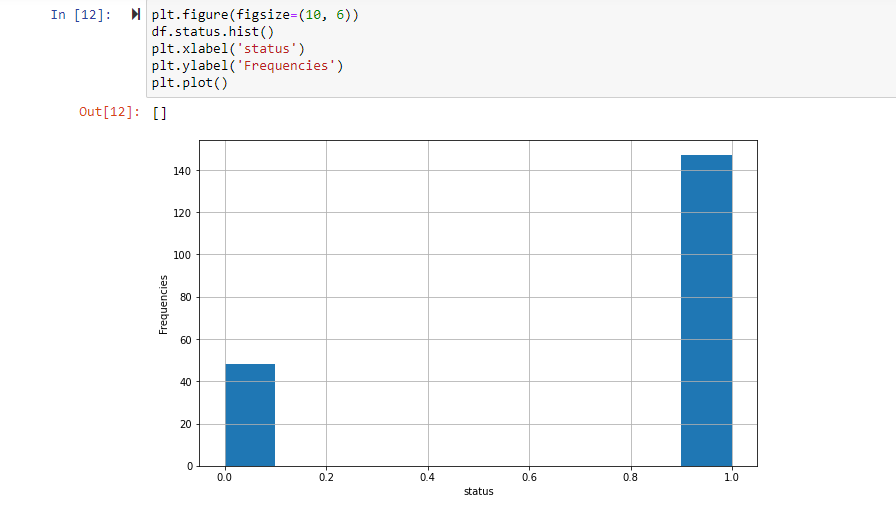 In [12]:
plt.figure(figsize=(10, 6))
df.status.hist()
plt.xlabel('status')
plt.ylabel('Frequencies')
plt.plot()
Out[12]: []
140
120
100
80
60
40
20
0
Frequencies
0.0 0.2 0.4 0.6 0.8 1.0
status